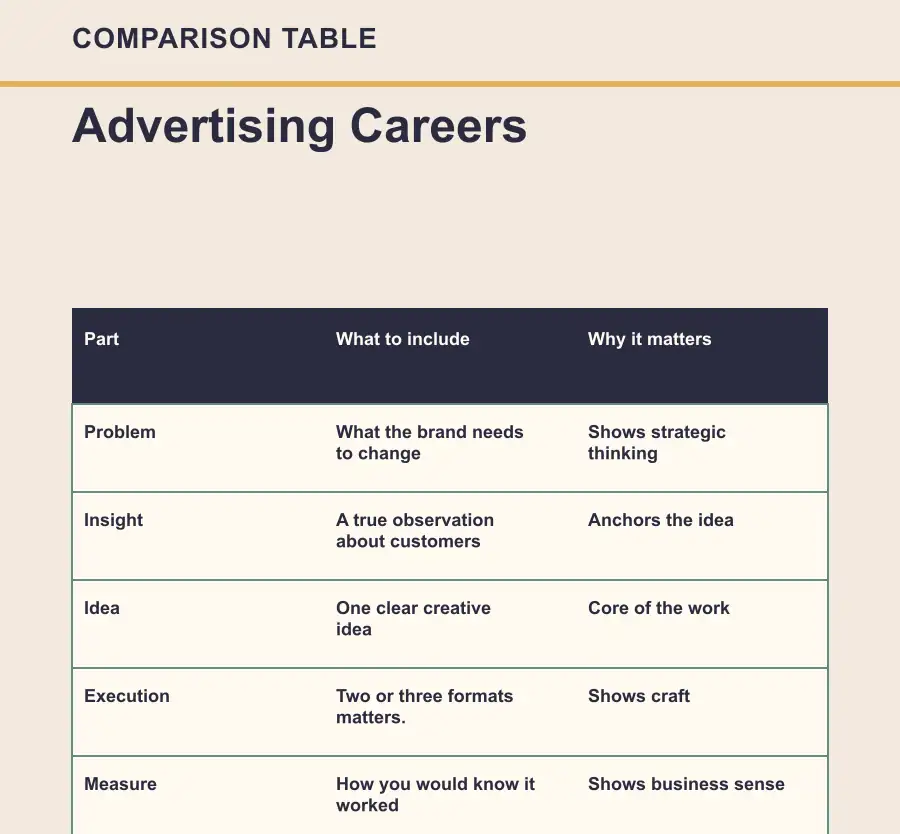 COMPARISON TABLE
Advertising Careers
Part What to include Why it matters
Problem What the brand needs Shows strategic
to change thinking
Insight A true observation Anchors the idea
about customers
Idea One clear creative Core of the work
idea
Execution Two or three formats Shows craft
matters.
Measure How you would know it Shows business sense
worked